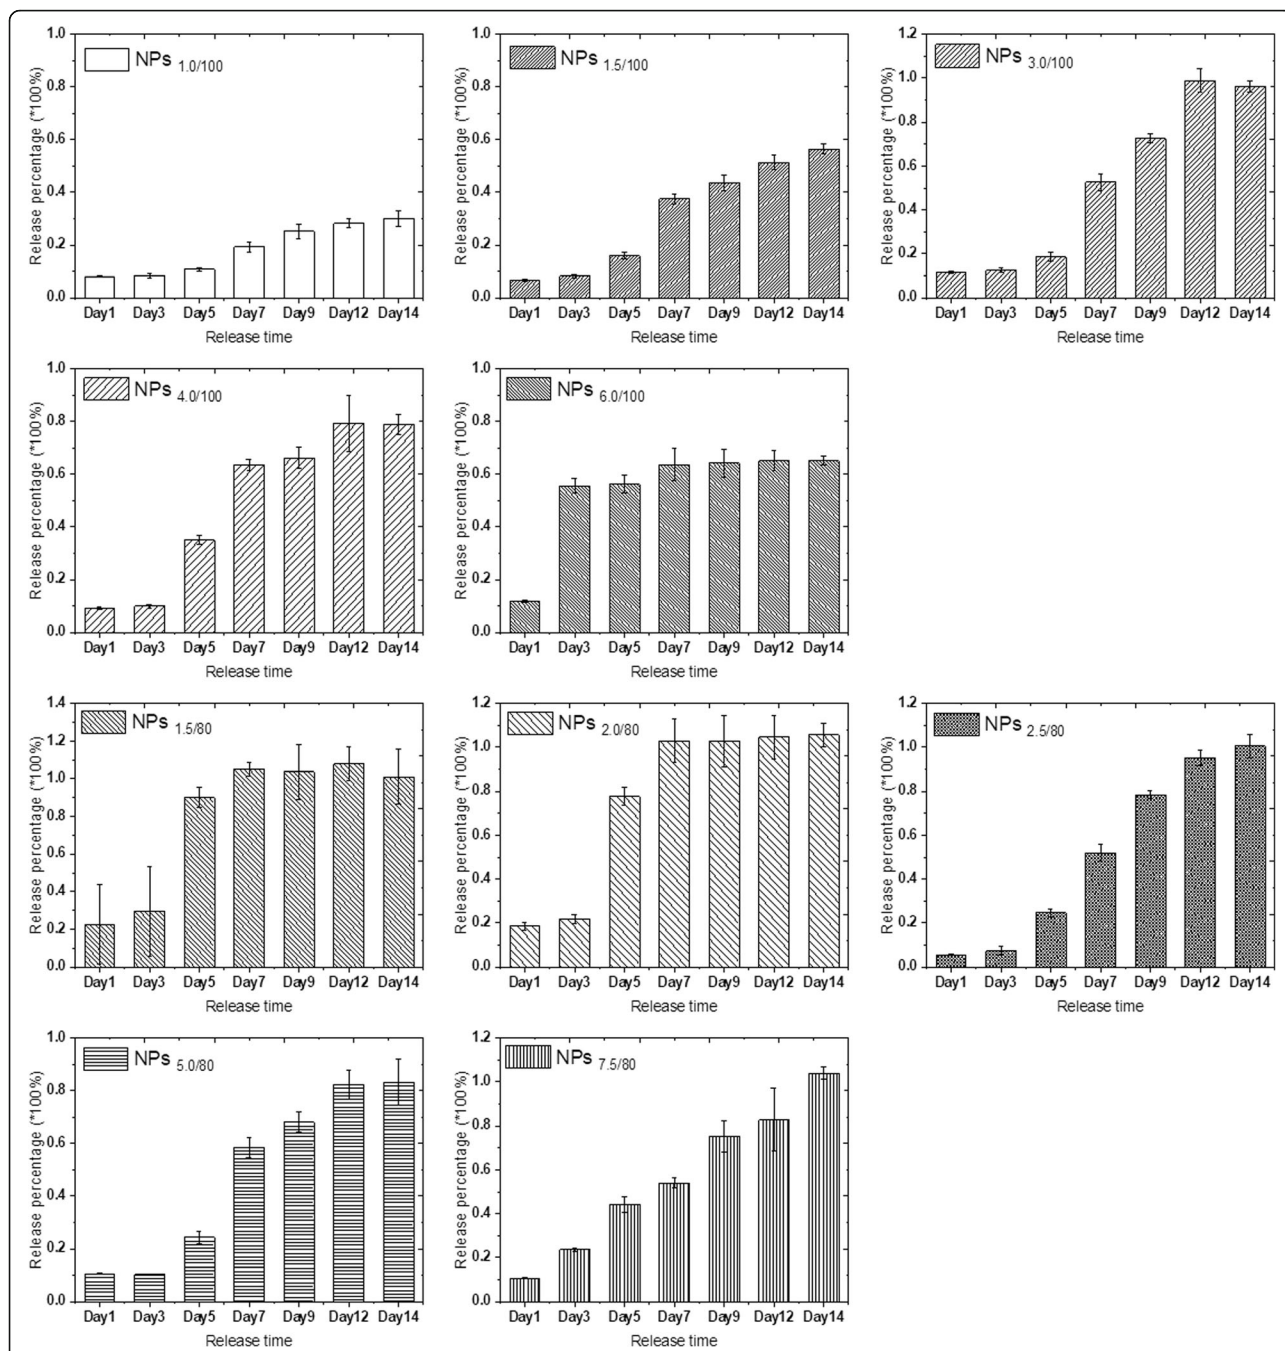 NPs 1.0/100
Release percentage (*100%)
1.0
0.8
0.6
0.4
0.2
0.0
Day1 Day3 Day5 Day7 Day9 Day12 Day14
Release time
NPs 1.5/100
Release percentage (*100%)
1.0
0.8
0.6
0.4
0.2
0.0
Day1 Day3 Day5 Day7 Day9 Day12 Day14
Release time
NPs 3.0/100
Release percentage (*100%)
1.2
1.0
0.8
0.6
0.4
0.2
0.0
Day1 Day3 Day5 Day7 Day9 Day12 Day14
Release time
NPs 4.0/100
Release percentage (*100%)
1.0
0.8
0.6
0.4
0.2
0.0
Day1 Day3 Day5 Day7 Day9 Day12 Day14
Release time
NPs 6.0/100
Release percentage (*100%)
1.0
0.8
0.6
0.4
0.2
0.0
Day1 Day3 Day5 Day7 Day9 Day12 Day14
Release time
NPs 1.5/80
Release percentage (*100%)
1.4
1.2
1.0
0.8
0.6
0.4
0.2
0.0
Day1 Day3 Day5 Day7 Day9 Day12 Day14
Release time
NPs 2.0/80
Release percentage (*100%)
1.2
1.0
0.8
0.6
0.4
0.2
0.0
Day1 Day3 Day5 Day7 Day9 Day12 Day14
Release time
NPs 2.5/80
Release percentage (*100%)
1.2
1.0
0.8
0.6
0.4
0.2
0.0
Day1 Day3 Day5 Day7 Day9 Day12 Day14
Release time
NPs 5.0/80
Release percentage (*100%)
1.0
0.8
0.6
0.4
0.2
0.0
Day1 Day3 Day5 Day7 Day9 Day12 Day14
Release time
NPs 7.5/80
Release percentage (*100%)
1.2
1.0
0.8
0.6
0.4
0.2
0.0
Day1 Day3 Day5 Day7 Day9 Day12 Day14
Release time